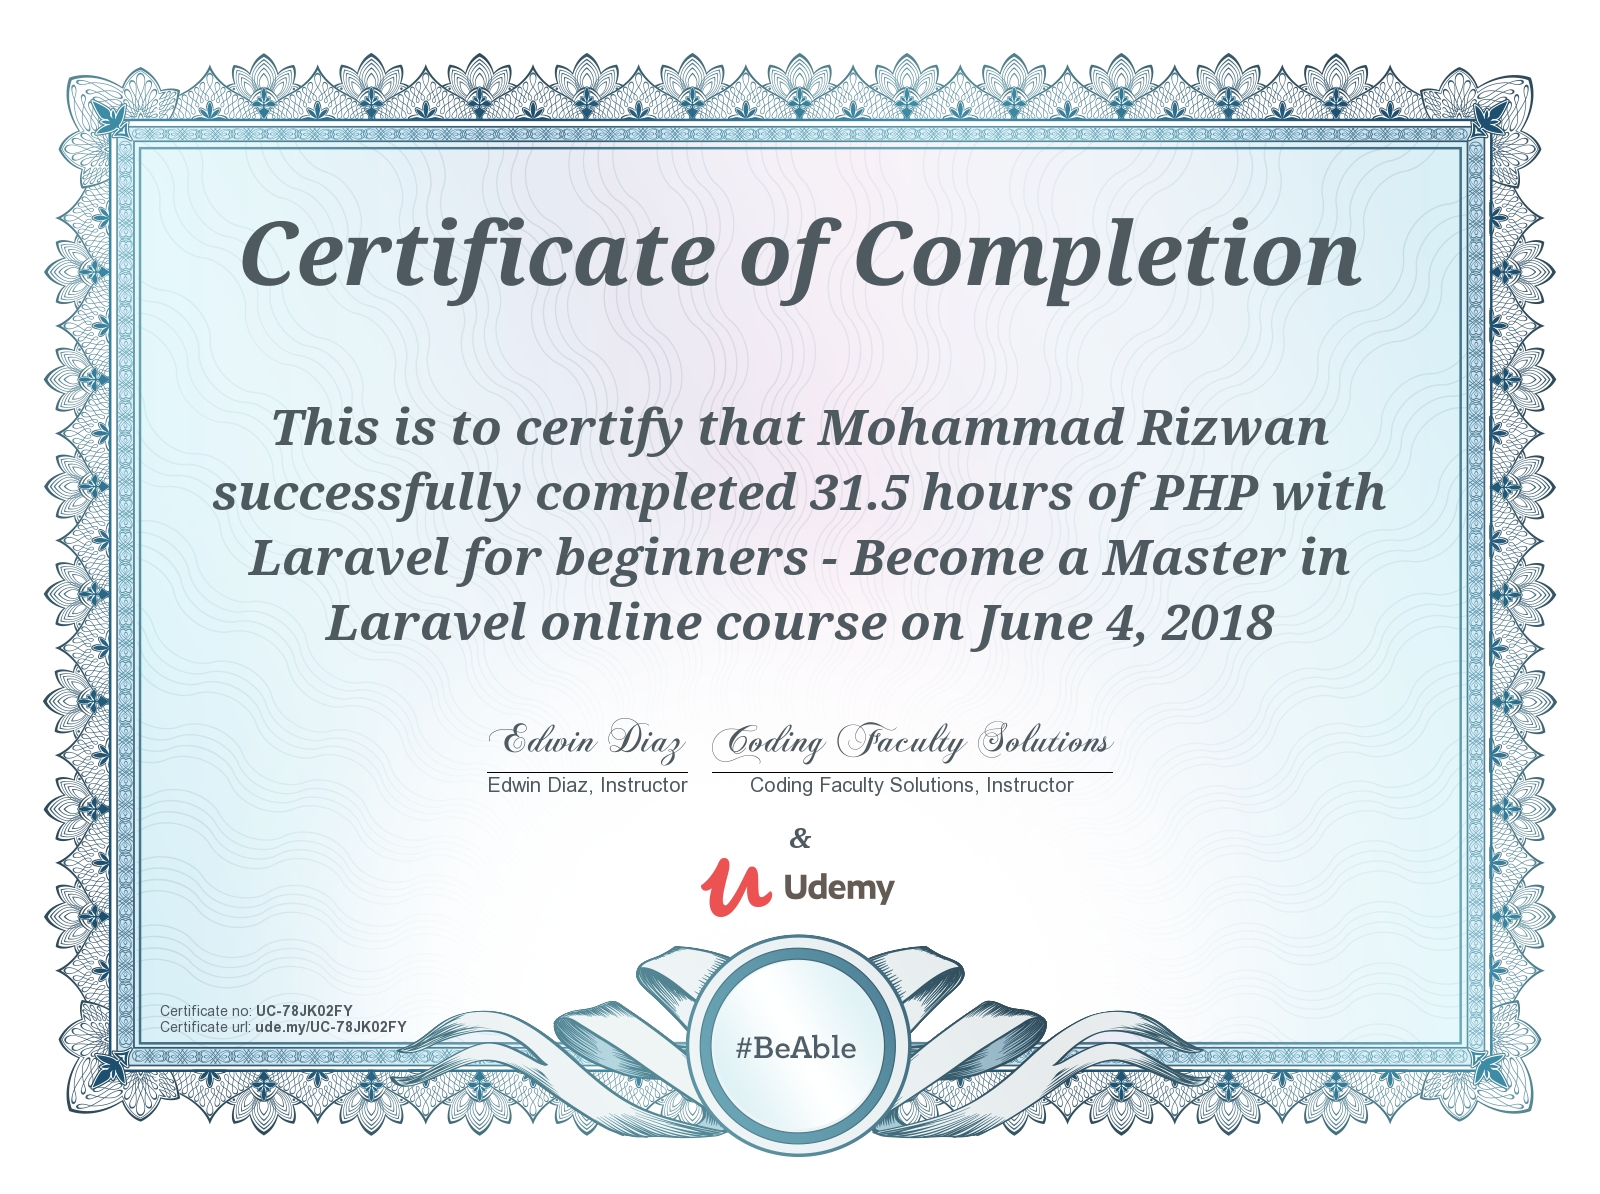 Certificate of Completion
This is to certify that Mohammad Rizwan
successfully completed 31.5 hours of PHP with
Laravel for beginners - Become a Master in
Laravel online course on June 4, 2018
Edwin Diaz Coding Faculty Solutions
Edwin Diaz, Instructor Coding Faculty Solutions, Instructor
&
Udemy
Certificate no: UC-78JK02FY
Certificate url: ude.my/UC-78JK02FY
#BeAble